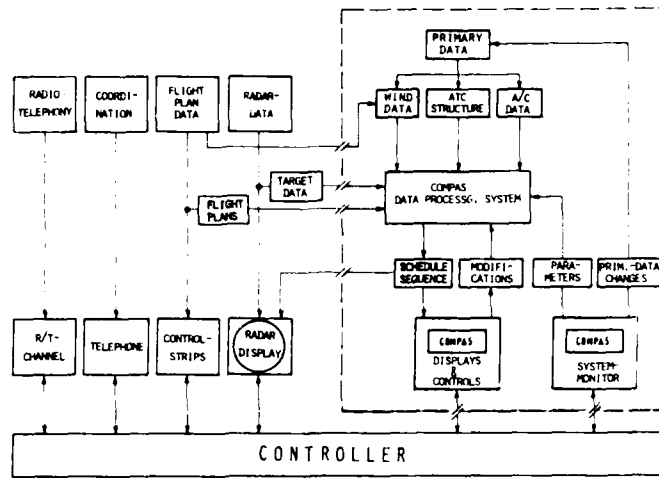 PRIMARY
DATA
RADIO
TELEPHONY
COORDI-
NATION
FLIGHT
PLAN
DATA
RADAR-
DATA
WIND
DATA
ATC
STRUCTURE
A/C
DATA
TARGET
DATA
FLIGHT
PLANS
COMPAS
DATA PROCESSG. SYSTEM
SCHEDULE
SEQUENCE
MODIFI-
CATIONS
PARA-
METERS
PRIM.-DATA
CHANGES
R/T-
CHANNEL
TELEPHONE
CONTROL-
STRIPS
RADAR
DISPLAY
COMPAS
DISPLAYS
&
CONTROLS
COMPAS
SYSTEM-
MONITOR
CONTROLLER